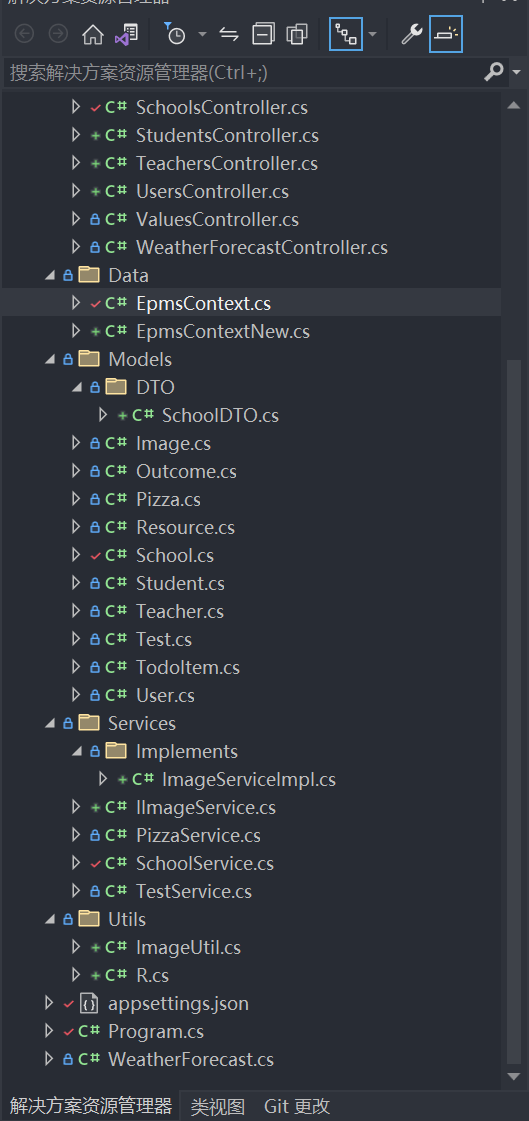 解决方案资源管理器
搜索解决方案资源管理器(Ctrl+;)
C# SchoolsController.cs
C# StudentsController.cs
C# TeachersController.cs
C# UsersController.cs
C# ValuesController.cs
C# WeatherForecastController.cs
Data
C# EpmsContext.cs
C# EpmsContextNew.cs
Models
DTO
C# SchoolDTO.cs
C# Image.cs
C# Outcome.cs
C# Pizza.cs
C# Resource.cs
C# School.cs
C# Student.cs
C# Teacher.cs
C# Test.cs
C# TodoItem.cs
C# User.cs
Services
Implements
C# ImageServiceImpl.cs
C# IImageService.cs
C# PizzaService.cs
C# SchoolService.cs
C# TestService.cs
Utils
C# ImageUtil.cs
C# R.cs
appsettings.json
C# Program.cs
C# WeatherForecast.cs
解决方案资源管理器 类视图 Git 更改